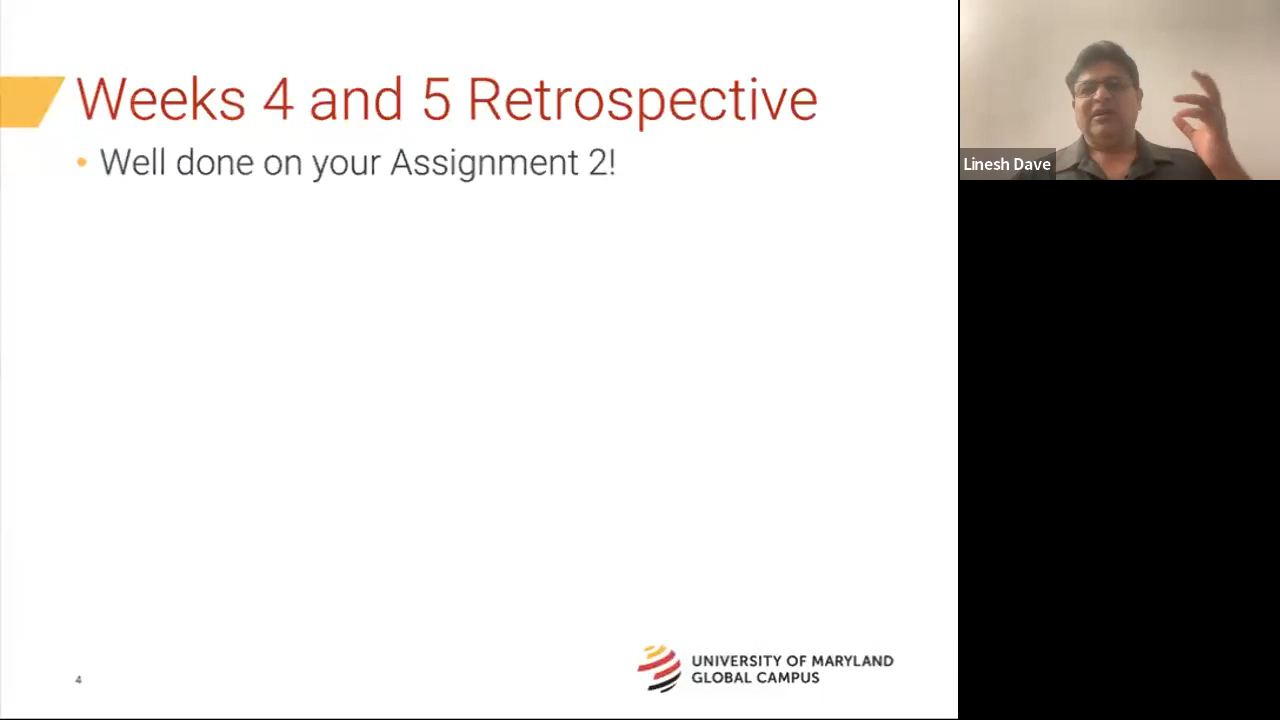 Weeks 4 and 5 Retrospective
• Well done on your Assignment 2!
Linesh Dave
4
UNIVERSITY OF MARYLAND
GLOBAL CAMPUS